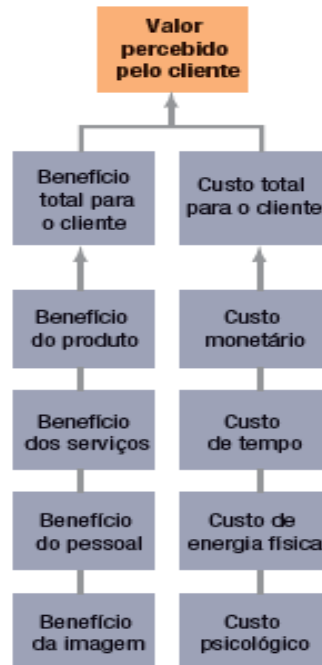 Valor
percebido
pelo cliente
Benefício
total para
o cliente
Custo total
para o cliente
Benefício
do produto
Custo
monetário
Benefício
dos serviços
Custo
de tempo
Benefício
do pessoal
Custo de
energia física
Benefício
da imagem
Custo
psicológico